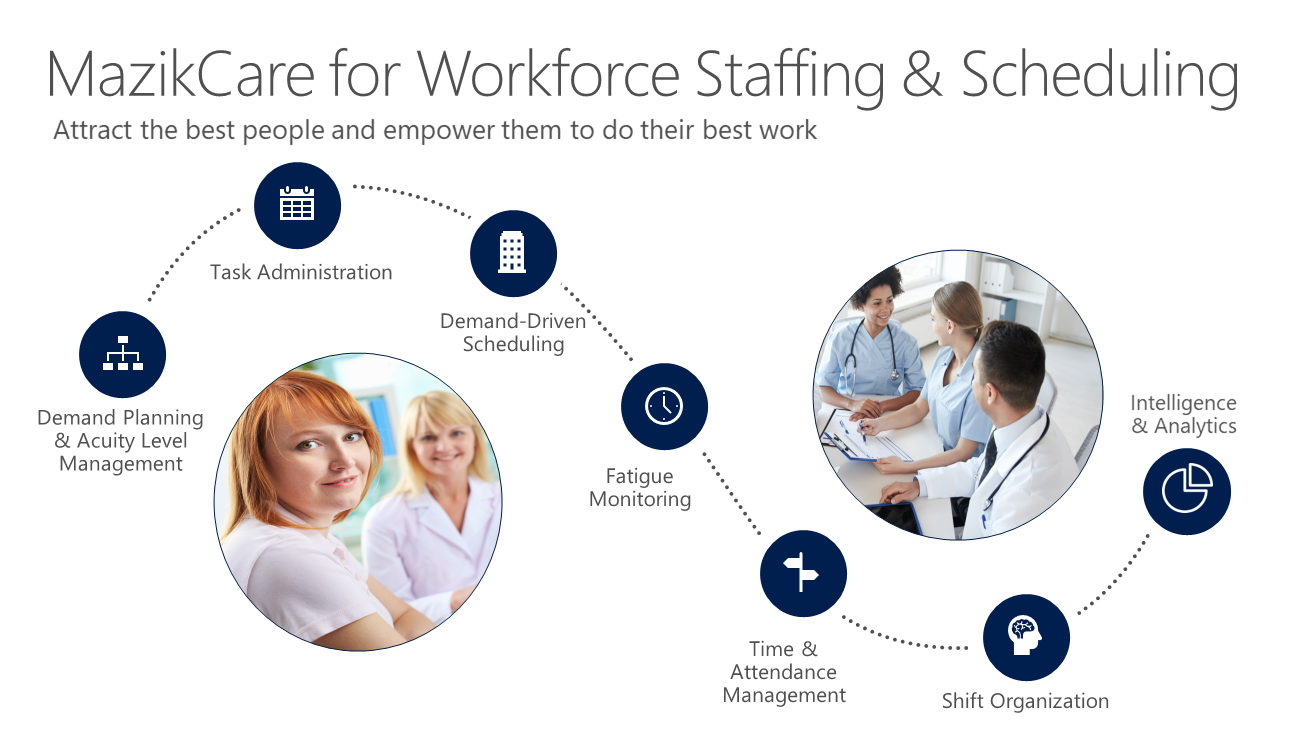 MazikCare for Workforce Staffing & Scheduling
Attract the best people and empower them to do their best work
Task Administration
Demand-Driven
Scheduling
Demand Planning
& Acuity Level
Management
Fatigue
Monitoring
Intelligence
& Analytics
Time &
Attendance
Management
Shift Organization